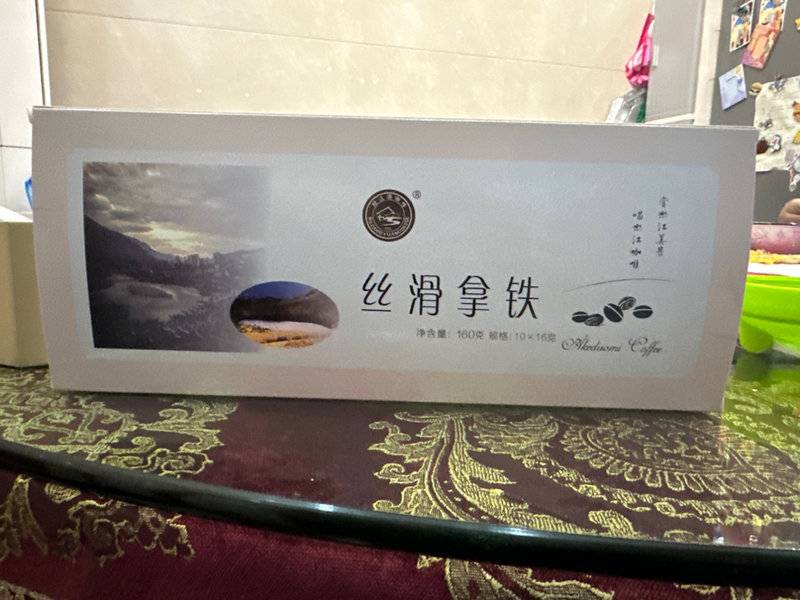 ®
赏怒江美景
喝怒江咖啡
丝滑拿铁
净含量：160克 规格：10×16克
Akeduomi Coffee